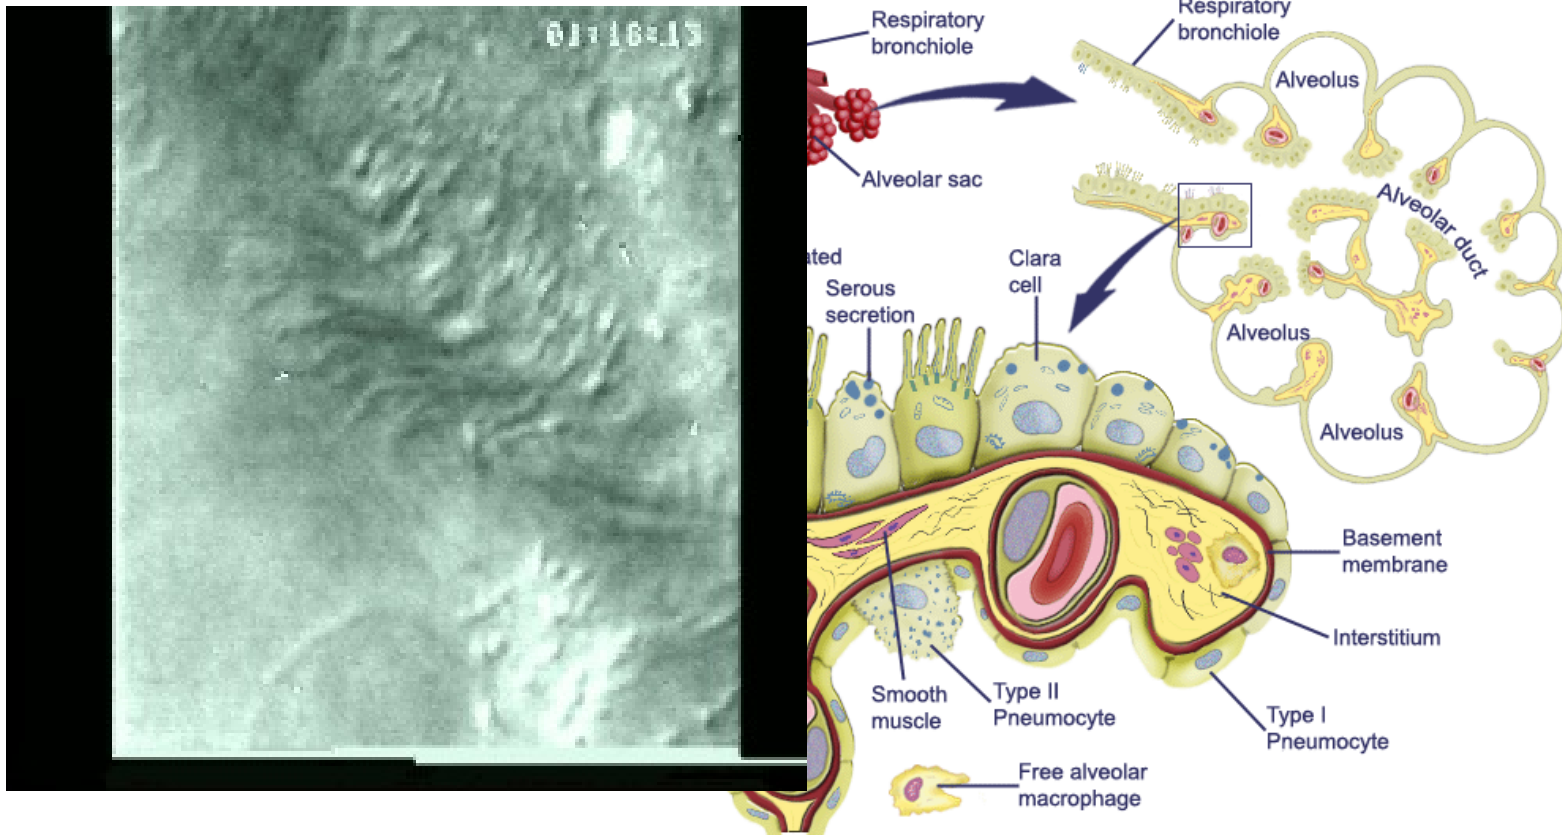 01:16:13
Respiratory
bronchiole
Respiratory
bronchiole
Alveolus
Alveolar sac
Alveolar duct
ated
Clara
cell
Serous
secretion
Alveolus
Alveolus
Basement
membrane
Interstitium
Smooth
muscle
Type II
Pneumocyte
Type I
Pneumocyte
Free alveolar
macrophage